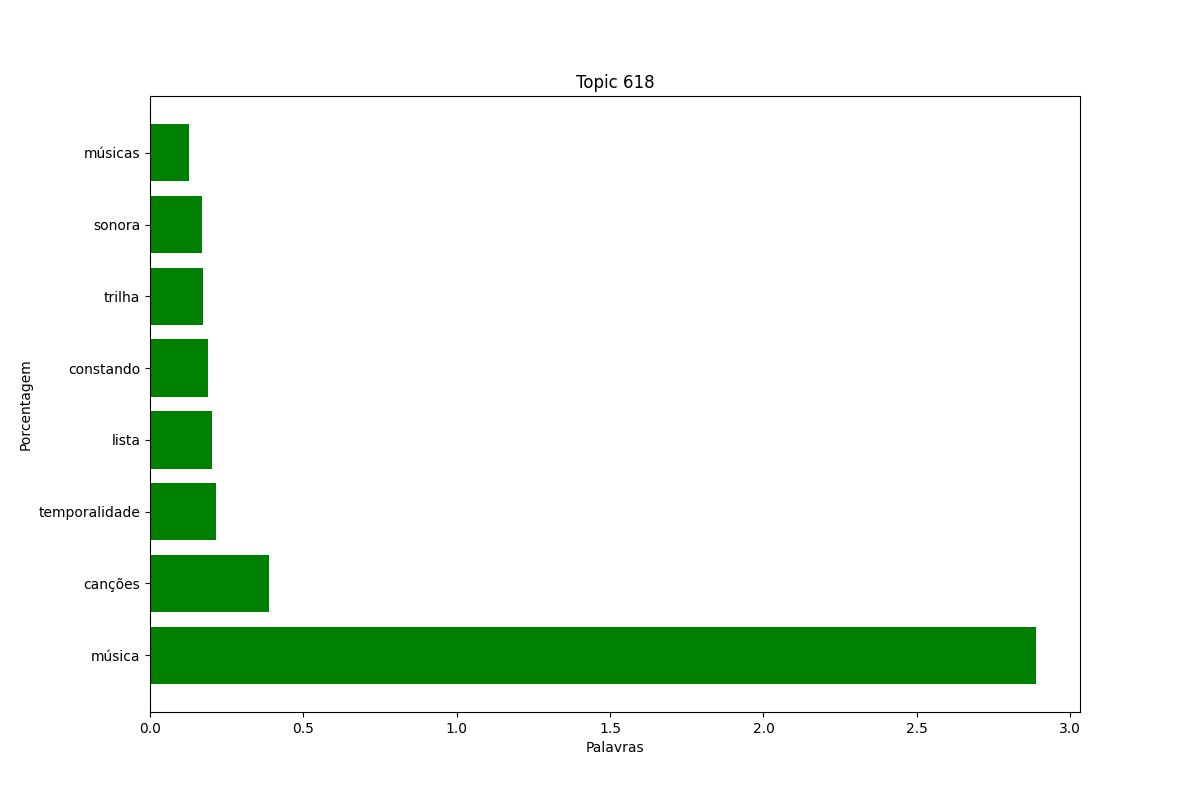 Topic 618
músicas
sonora
trilha
constando
lista
temporalidade
canções
música
Porcentagem
0.0 0.5 1.0 1.5 2.0 2.5 3.0
Palavras